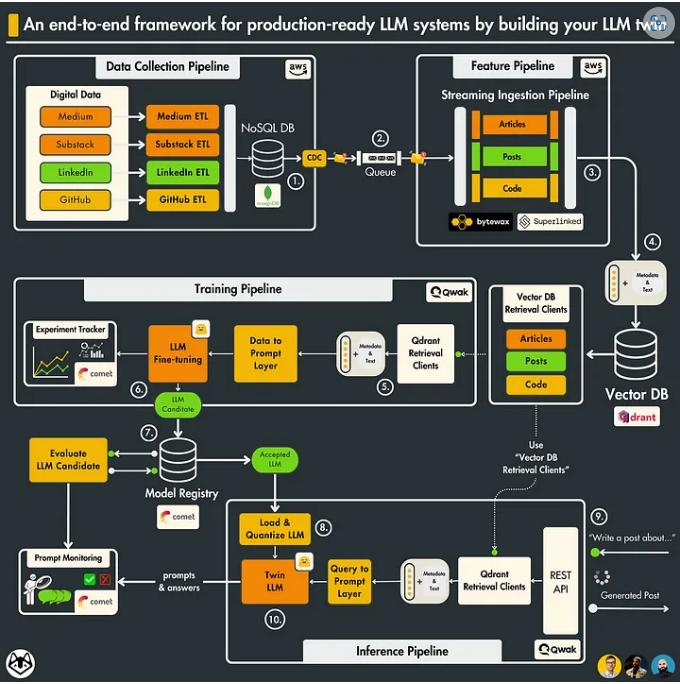 An end-to-end framework for production-ready LLM systems by building your LLM twin
Data Collection Pipeline
aws
Digital Data
Medium
Medium ETL
Substack
Substack ETL
LinkedIn
LinkedIn ETL
GitHub
GitHub ETL
NoSQL DB
1.
mongoDB
CDC
2.
Queue
Feature Pipeline
aws
Streaming Ingestion Pipeline
Articles
Posts
Code
3.
bytewax
Superlinked
4.
+
Metadata
&
Text
Vector DB
drant
Vector DB
Retrieval Clients
Articles
Posts
Code
Training Pipeline
Qwak
Experiment Tracker
comet
LLM
Fine-tuning
Data to
Prompt
Layer
+
Metadata
&
Text
5.
Qdrant
Retrieval
Clients
6.
LLM
Canditate
7.
Evaluate
LLM Candidate
Model Registry
comet
Accepted
LLM
Use
"Vector DB
Retrieval Clients"
Prompt Monitoring
comet
prompts
& answers
Load &
Quantize LLM
8.
Twin
LLM
10.
Query to
Prompt
Layer
+
Metadata
&
Text
Qdrant
Retrieval Clients
REST
API
9.
"Write a post about..."
Generated Post
Inference Pipeline
Qwak